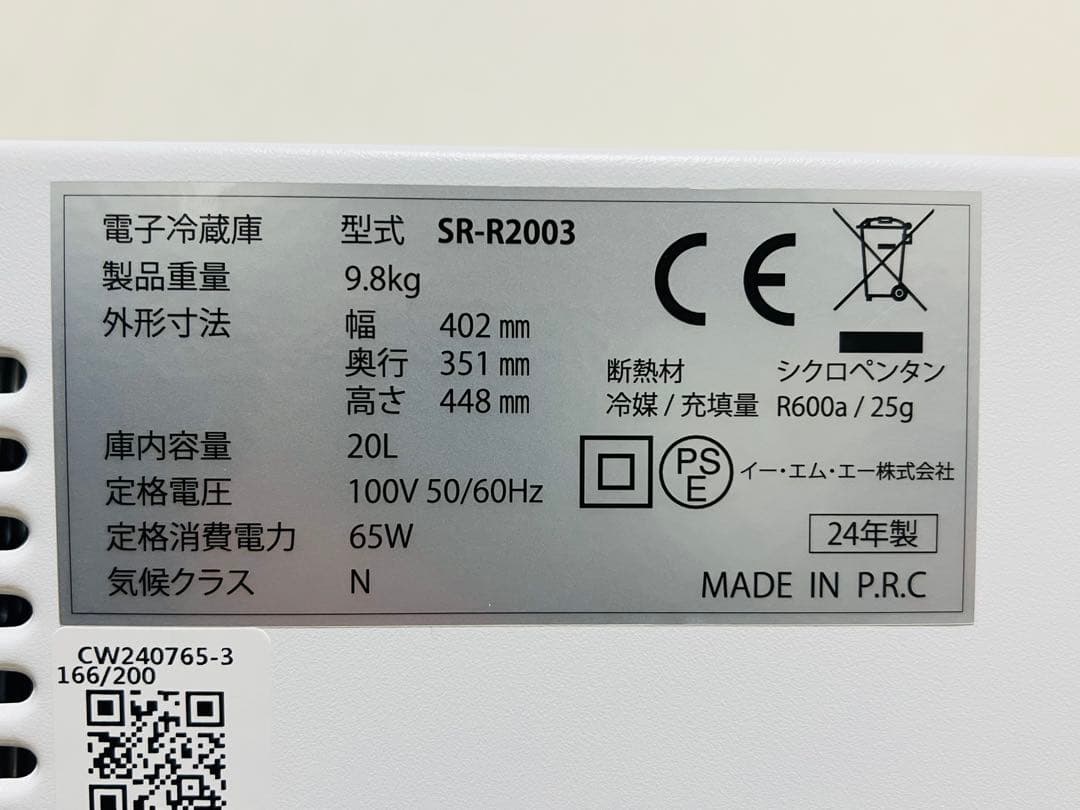 電子冷蔵庫 型式 SR-R2003
製品重量 9.8kg
外形寸法 幅 402 ㎜
奥行 351 ㎜
高さ 448 ㎜
庫内容量 20L
定格電圧 100V 50/60Hz
定格消費電力 65W
気候クラス N
CE
断熱材 シクロペンタン
冷媒 / 充填量 R600a / 25g
PSE イー・エム・エー株式会社
24年製
MADE IN P.R.C
CW240765-3
166/200